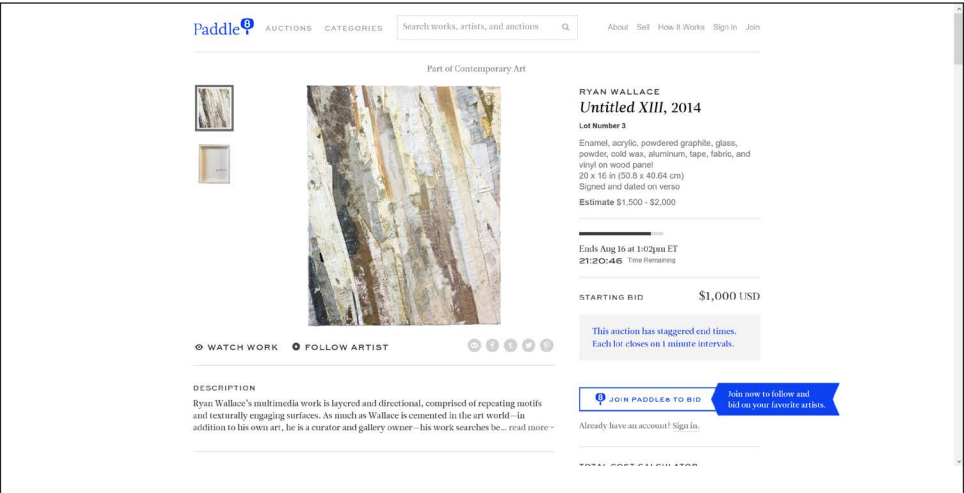 Paddle8
AUCTIONS CATEGORIES
Search works, artists, and auctions
About Sell How It Works Sign in Join
Part of Contemporary Art
RYAN WALLACE
Untitled XIII, 2014
Lot Number 3
Enamel, acrylic, powdered graphite, glass,
powder, cold wax, aluminum, tape, fabric, and
vinyl on wood panel
20 x 16 in (50.8 x 40.64 cm)
Signed and dated on verso
Estimate $1,500 - $2,000
Ends Aug 16 at 1:02pm ET
21:20:46 Time Remaining
STARTING BID $1,000 USD
This auction has staggered end times.
Each lot closes on 1 minute intervals.
WATCH WORK FOLLOW ARTIST
DESCRIPTION
Ryan Wallace's multimedia work is layered and directional, comprised of repeating motifs
and texturally engaging surfaces. As much as Wallace is cemented in the art world—in
addition to his own art, he is a curator and gallery owner—his work searches be... read more
8 JOIN PADDLE8 TO BID
Join now to follow and
bid on your favorite artists.
Already have an account? Sign in.
TOTAL COST CALCULATOR